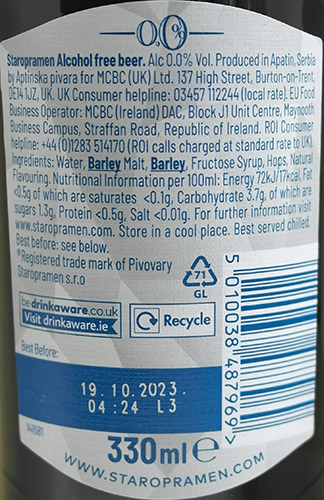 0.0%
Staropramen Alcohol free beer. Alc 0.0% Vol. Produced in Apatin, Serbia
by Aptinska pivara for MCBC (UK) Ltd. 137 High Street, Burton-on-Trent,
DE14 1JZ, UK. UK Consumer helpline: 03457 112244 (local rate). EU Food
Business Operator: MCBC (Ireland) DAC, Block J1 Unit Centre, Maynooth
Business Campus, Straffan Road, Republic of Ireland. ROI Consumer
helpline: +44 (0)1283 514170 (ROI calls charged at standard rate to UK).
Ingredients: Water, Barley Malt, Barley, Fructose Syrup, Hops, Natural
Flavouring. Nutritional Information per 100ml: Energy 72kJ/17kcal, Fat
<0.5g of which are saturates <0.1g, Carbohydrate 3.7g, of which are
sugars 1.3g, Protein <0.5g, Salt <0.01g. For further information visit
www.staropramen.com. Store in a cool place. Best served chilled.
Best before: see below.
®Registered trade mark of Pivovary
Staropramen s.r.o
71
GL
be drinkaware.co.uk
Visit drinkaware.ie
Recycle
5 010038 487969 >
Best Before:
19.10.2023.
04:24 L3
330ml e
WWW.STAROPRAMEN.COM